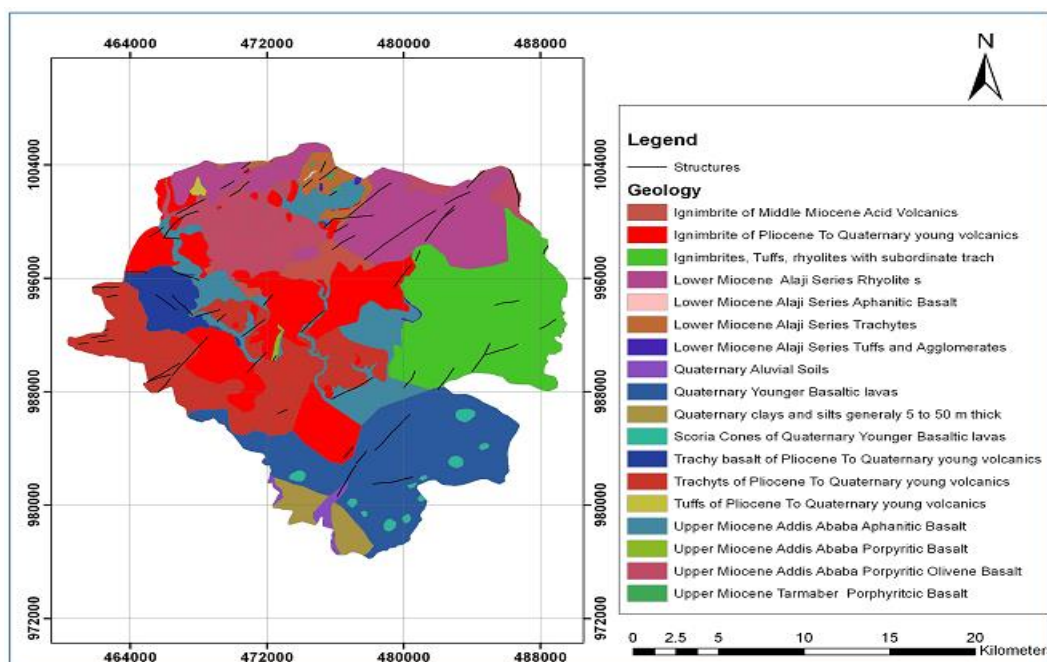 464000 472000 480000 488000
N
1004000
996000
988000
980000
972000
1004000
996000
988000
980000
972000
464000 472000 480000 488000
Legend
Structures
Geology
Ignimbrite of Middle Miocene Acid Volcanics
Ignimbrite of Pliocene To Quaternary young volcanics
Ignimbrites, Tuffs, rhyolites with subordinate trach
Lower Miocene Alaji Series Rhyolite s
Lower Miocene Alaji Series Aphanitic Basalt
Lower Miocene Alaji Series Trachytes
Lower Miocene Alaji Series Tuffs and Agglomerates
Quaternary Aluvial Soils
Quaternary Younger Basaltic lavas
Quaternary clays and silts generaly 5 to 50 m thick
Scoria Cones of Quaternary Younger Basaltic lavas
Trachy basalt of Pliocene To Quaternary young volcanics
Trachyts of Pliocene To Quaternary young volcanics
Tuffs of Pliocene To Quaternary young volcanics
Upper Miocene Addis Ababa Aphanitic Basalt
Upper Miocene Addis Ababa Porpyritic Basalt
Upper Miocene Addis Ababa Porpyritic Olivene Basalt
Upper Miocene Tarmaber Porphyritcic Basalt
0 2.5 5 10 15 20
Kilometer